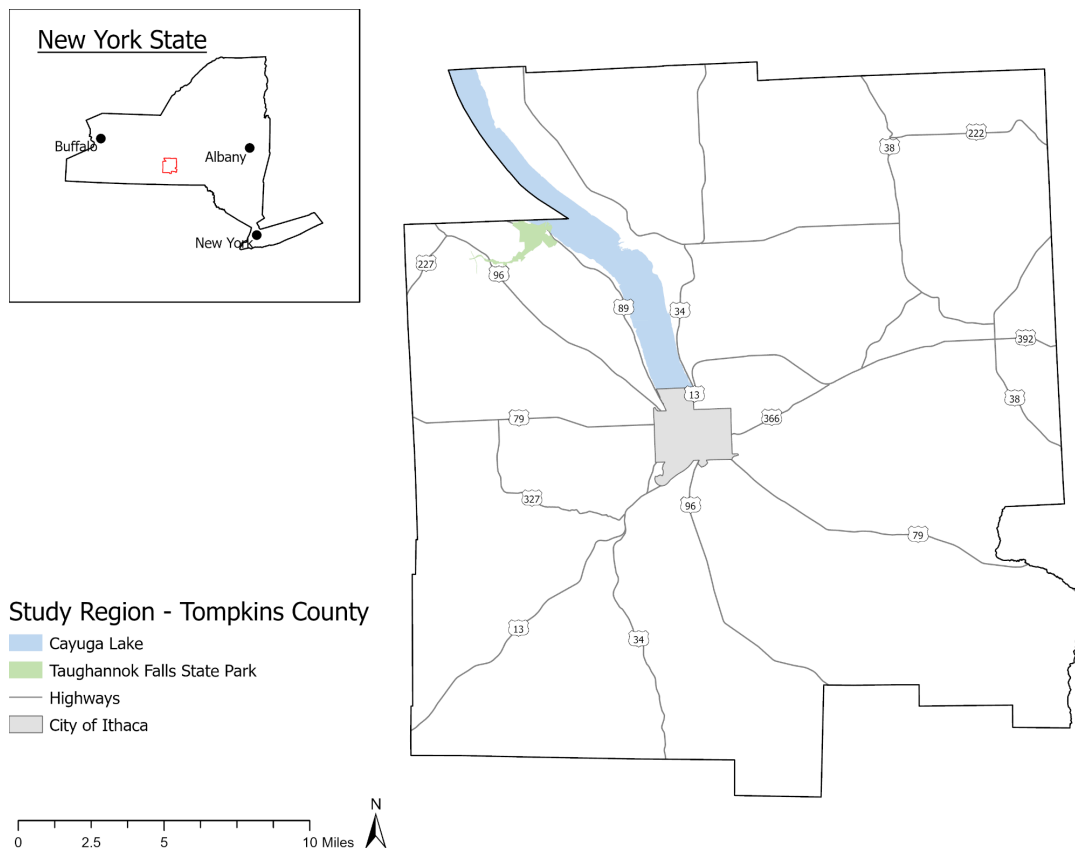 New York State
Buffalo
Albany
New York
222
38
227
96
89
34
392
13
38
79
366
327
96
79
13
34
Study Region - Tompkins County
Cayuga Lake
Taughannok Falls State Park
Highways
City of Ithaca
N
0 2.5 5 10 Miles